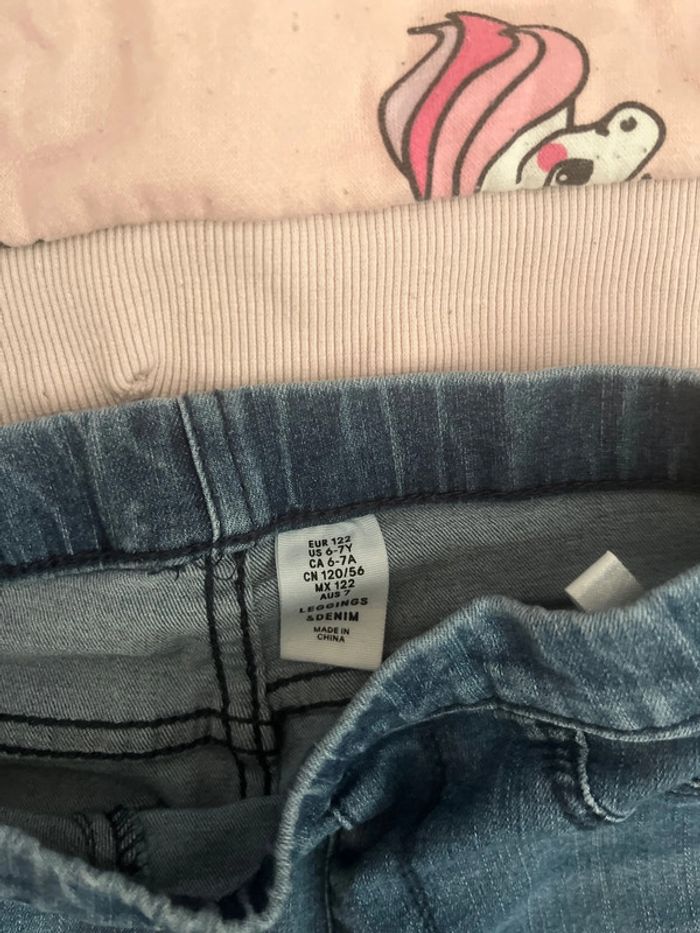 EUR 122
US 6-7Y
CA 6-7A
CN 120/56
MX 122
AUS 7
LEGGINGS
&DENIM
MADE IN
CHINA